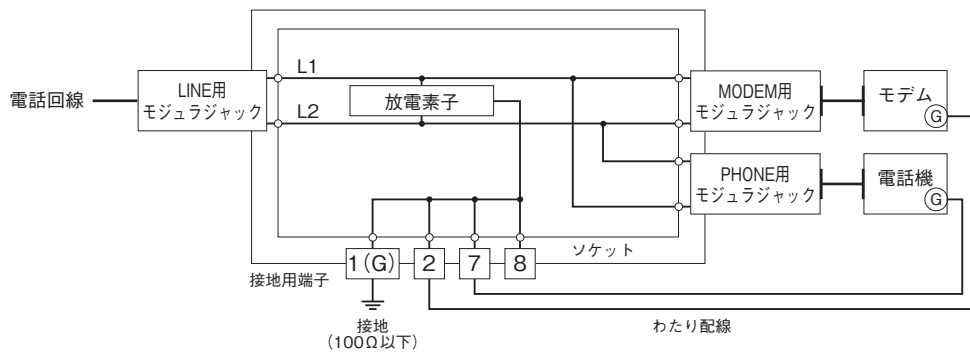 電話回線
LINE用
モジュラジャック
L1
L2
放電素子
MODEM用
モジュラジャック
モデム
G
PHONE用
モジュラジャック
電話機
G
ソケット
接地用端子
1(G)
2
7
8
接地
(100Ω以下)
わたり配線